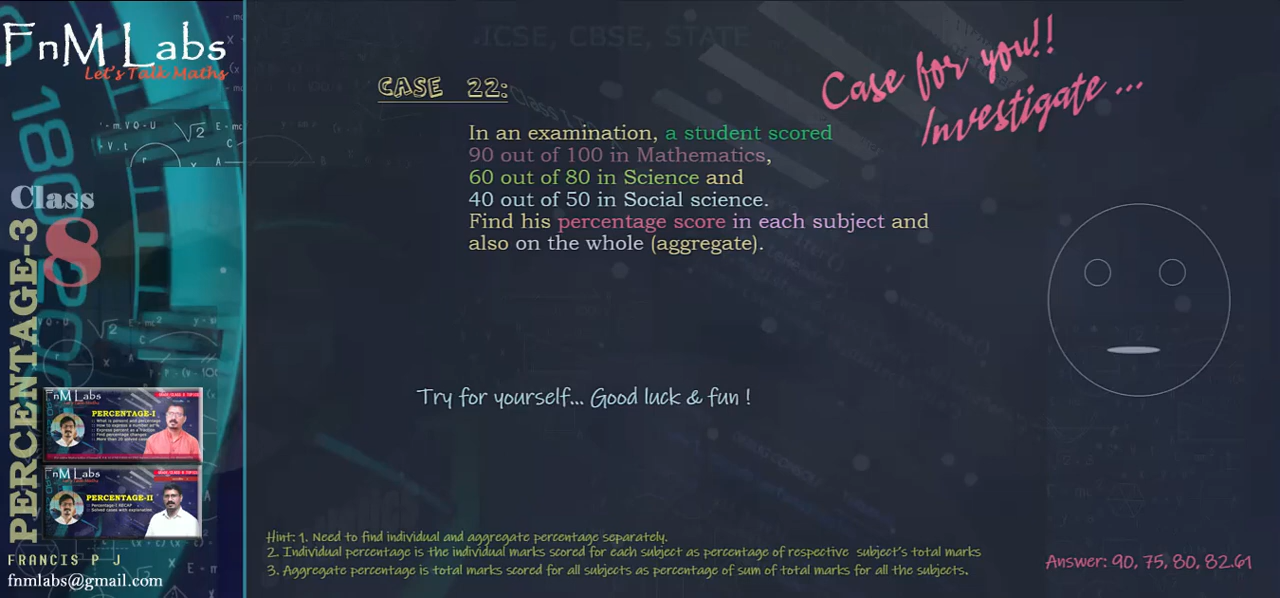 FnM Labs
Let's Talk Maths
Class
8
PERCENTAGE-3
FnM Labs
PERCENTAGE-I
FnM Labs
PERCENTAGE-II
FRANCIS P J
fnmlabs@gmail.com
ICSE, CBSE, STATE
CASE 22:
Case for you!!
Investigate ...
In an examination, a student scored
90 out of 100 in Mathematics,
60 out of 80 in Science and
40 out of 50 in Social science.
Find his percentage score in each subject and
also on the whole (aggregate).
Try for yourself... Good luck & fun !
Hint: 1. Need to find individual and aggregate percentage separately.
2. Individual percentage is the individual marks scored for each subject as percentage of respective subject's total marks
3. Aggregate percentage is total marks scored for all subjects as percentage of sum of total marks for all the subjects.
Answer: 90, 75, 80, 82.61